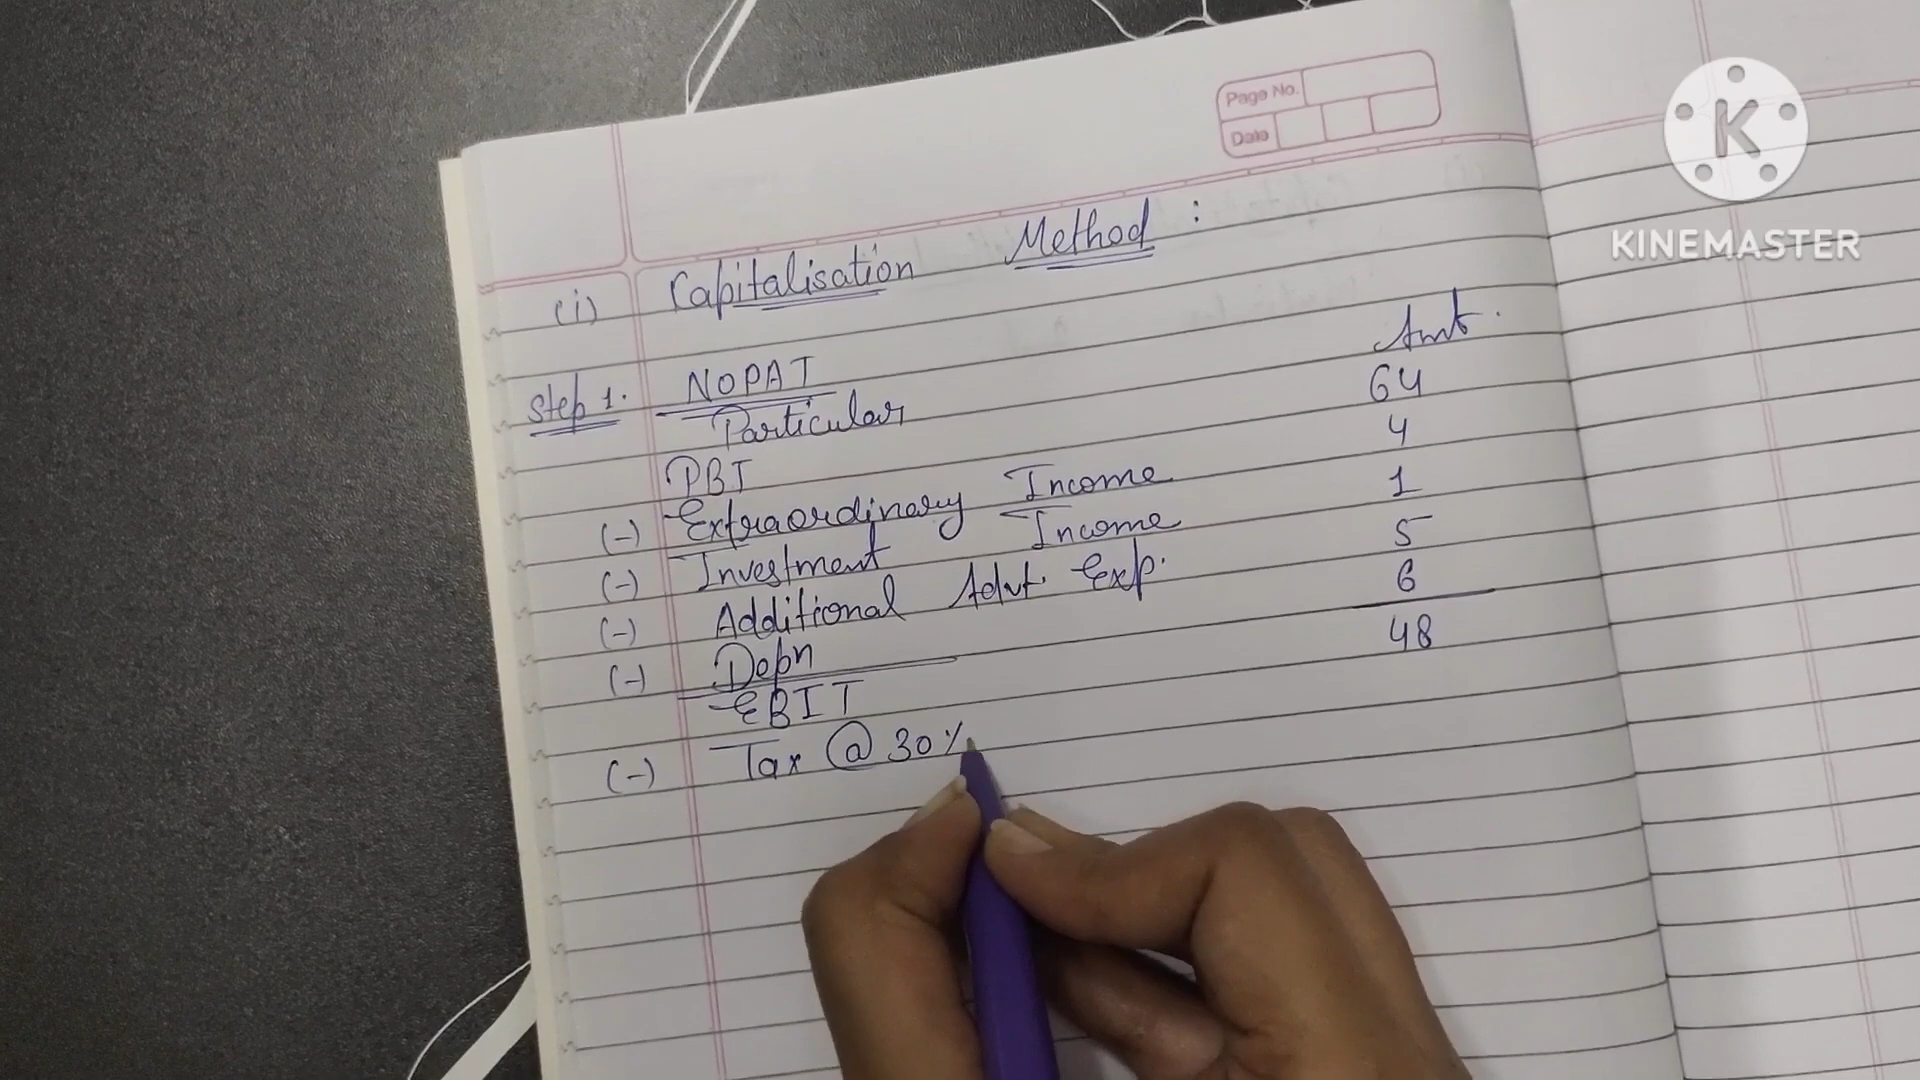 Page No.
Date
KINEMASTER
(i) Capitalisation Method :
Step 1. NOPAT
Particular Amt.
PBT 64
(-) Extraordinary Income 4
(-) Investment Income 1
(-) Additional Advt. Exp. 5
(-) Depn 6
EBIT 48
(-) Tax @ 30%